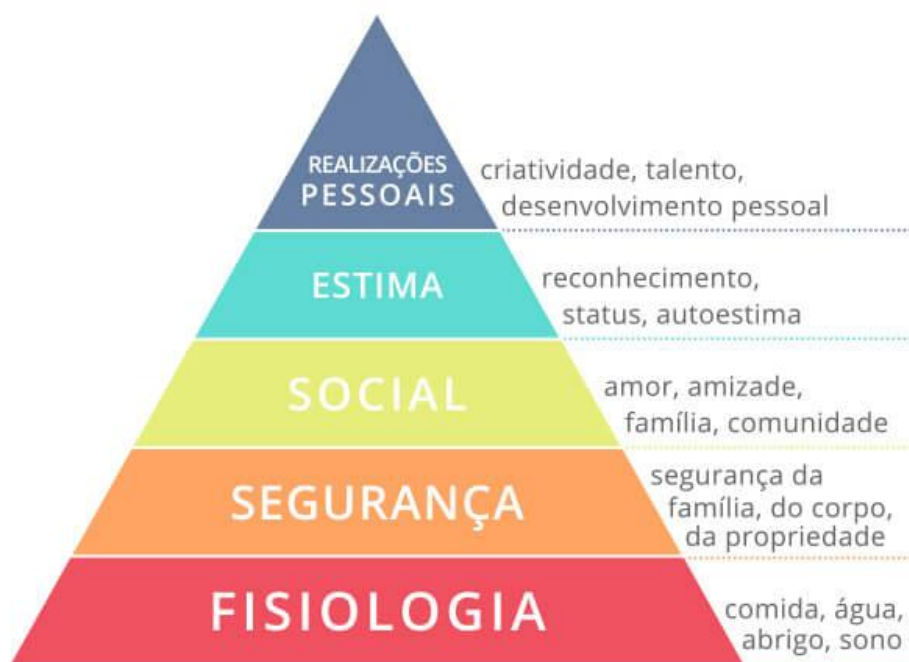 REALIZAÇÕES
PESSOAIS
criatividade, talento,
desenvolvimento pessoal
ESTIMA
reconhecimento,
status, autoestima
SOCIAL
amor, amizade,
família, comunidade
SEGURANÇA
segurança da
família, do corpo,
da propriedade
FISIOLOGIA
comida, água,
abrigo, sono